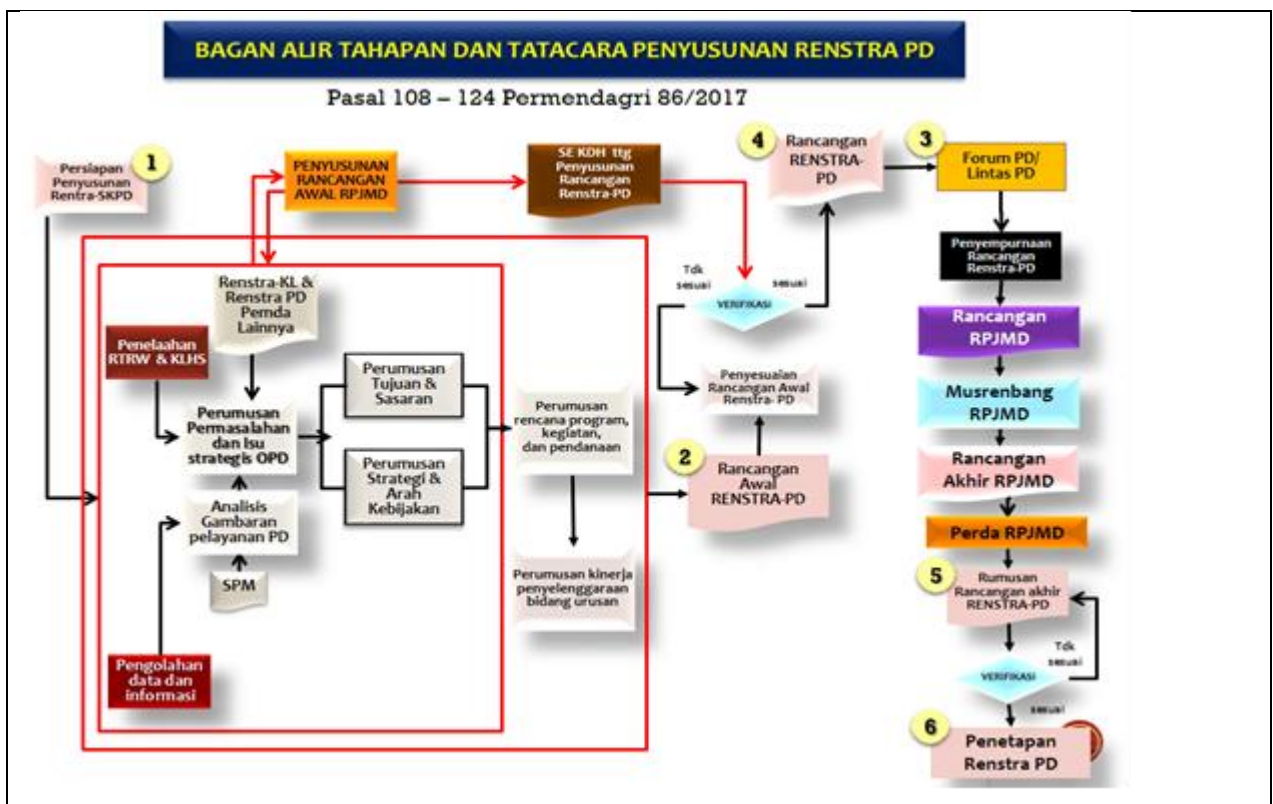 BAGAN ALIR TAHAPAN DAN TATACARA PENYUSUNAN RENSTRA PD
Pasal 108 – 124 Permendagri 86/2017
1
Persiapan
Penyusunan
Rentra-SKPD
PENYUSUNAN
RANCANGAN
AWAL RPJMD
SE KDH ttg
Penyusunan
Rancangan
Renstra-PD
4
Rancangan
RENSTRA-
PD
3
Forum PD/
Lintas PD
Penyempurnaan
Rancangan
Renstra-PD
Renstra-KL &
Renstra PD
Pemda
Lainnya
Penelaahan
RTRW & KLHS
Perumusan
Permasalahan
dan Isu
strategis OPD
Analisis
Gambaran
pelayanan PD
SPM
Pengolahan
data dan
informasi
Perumusan
Tujuan &
Sasaran
Perumusan
Strategi &
Arah
Kebijakan
Perumusan
rencana program,
kegiatan,
dan pendanaan
Perumusan kinerja
penyelenggaraan
bidang urusan
Tdk
sesuai
sesuai
VERIFIKASI
Penyesuaian
Rancangan Awal
Renstra- PD
2
Rancangan
Awal
RENSTRA-PD
Rancangan
RPJMD
Musrenbang
RPJMD
Rancangan
Akhir RPJMD
Perda RPJMD
5
Rumusan
Rancangan akhir
RENSTRA-PD
Tdk
sesuai
VERIFIKASI
sesuai
6
Penetapan
Renstra PD